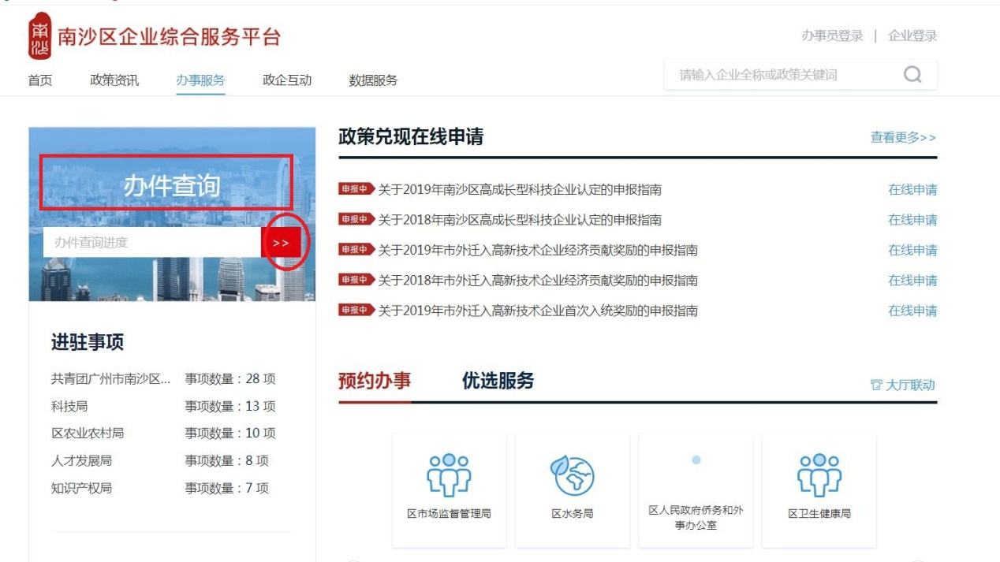 南沙
南沙区企业综合服务平台
办事员登录 | 企业登录
首页 政策资讯 办事服务 政企互动 数据服务
请输入企业全称或政策关键词
办件查询
办件查询进度 >>
进驻事项
共青团广州市南沙区... 事项数量：28 项
科技局 事项数量：13 项
区农业农村局 事项数量：10 项
人才发展局 事项数量：8 项
知识产权局 事项数量：7 项
政策兑现在线申请 查看更多>>
申报中 关于2019年南沙区高成长型科技企业认定的申报指南 在线申请
申报中 关于2018年南沙区高成长型科技企业认定的申报指南 在线申请
申报中 关于2019年市外迁入高新技术企业经济贡献奖励的申报指南 在线申请
申报中 关于2018年市外迁入高新技术企业经济贡献奖励的申报指南 在线申请
申报中 关于2019年市外迁入高新技术企业首次入统奖励的申报指南 在线申请
预约办事 优选服务 大厅联动
区市场监督管理局
区水务局
区人民政府侨务和外
事办公室
区卫生健康局